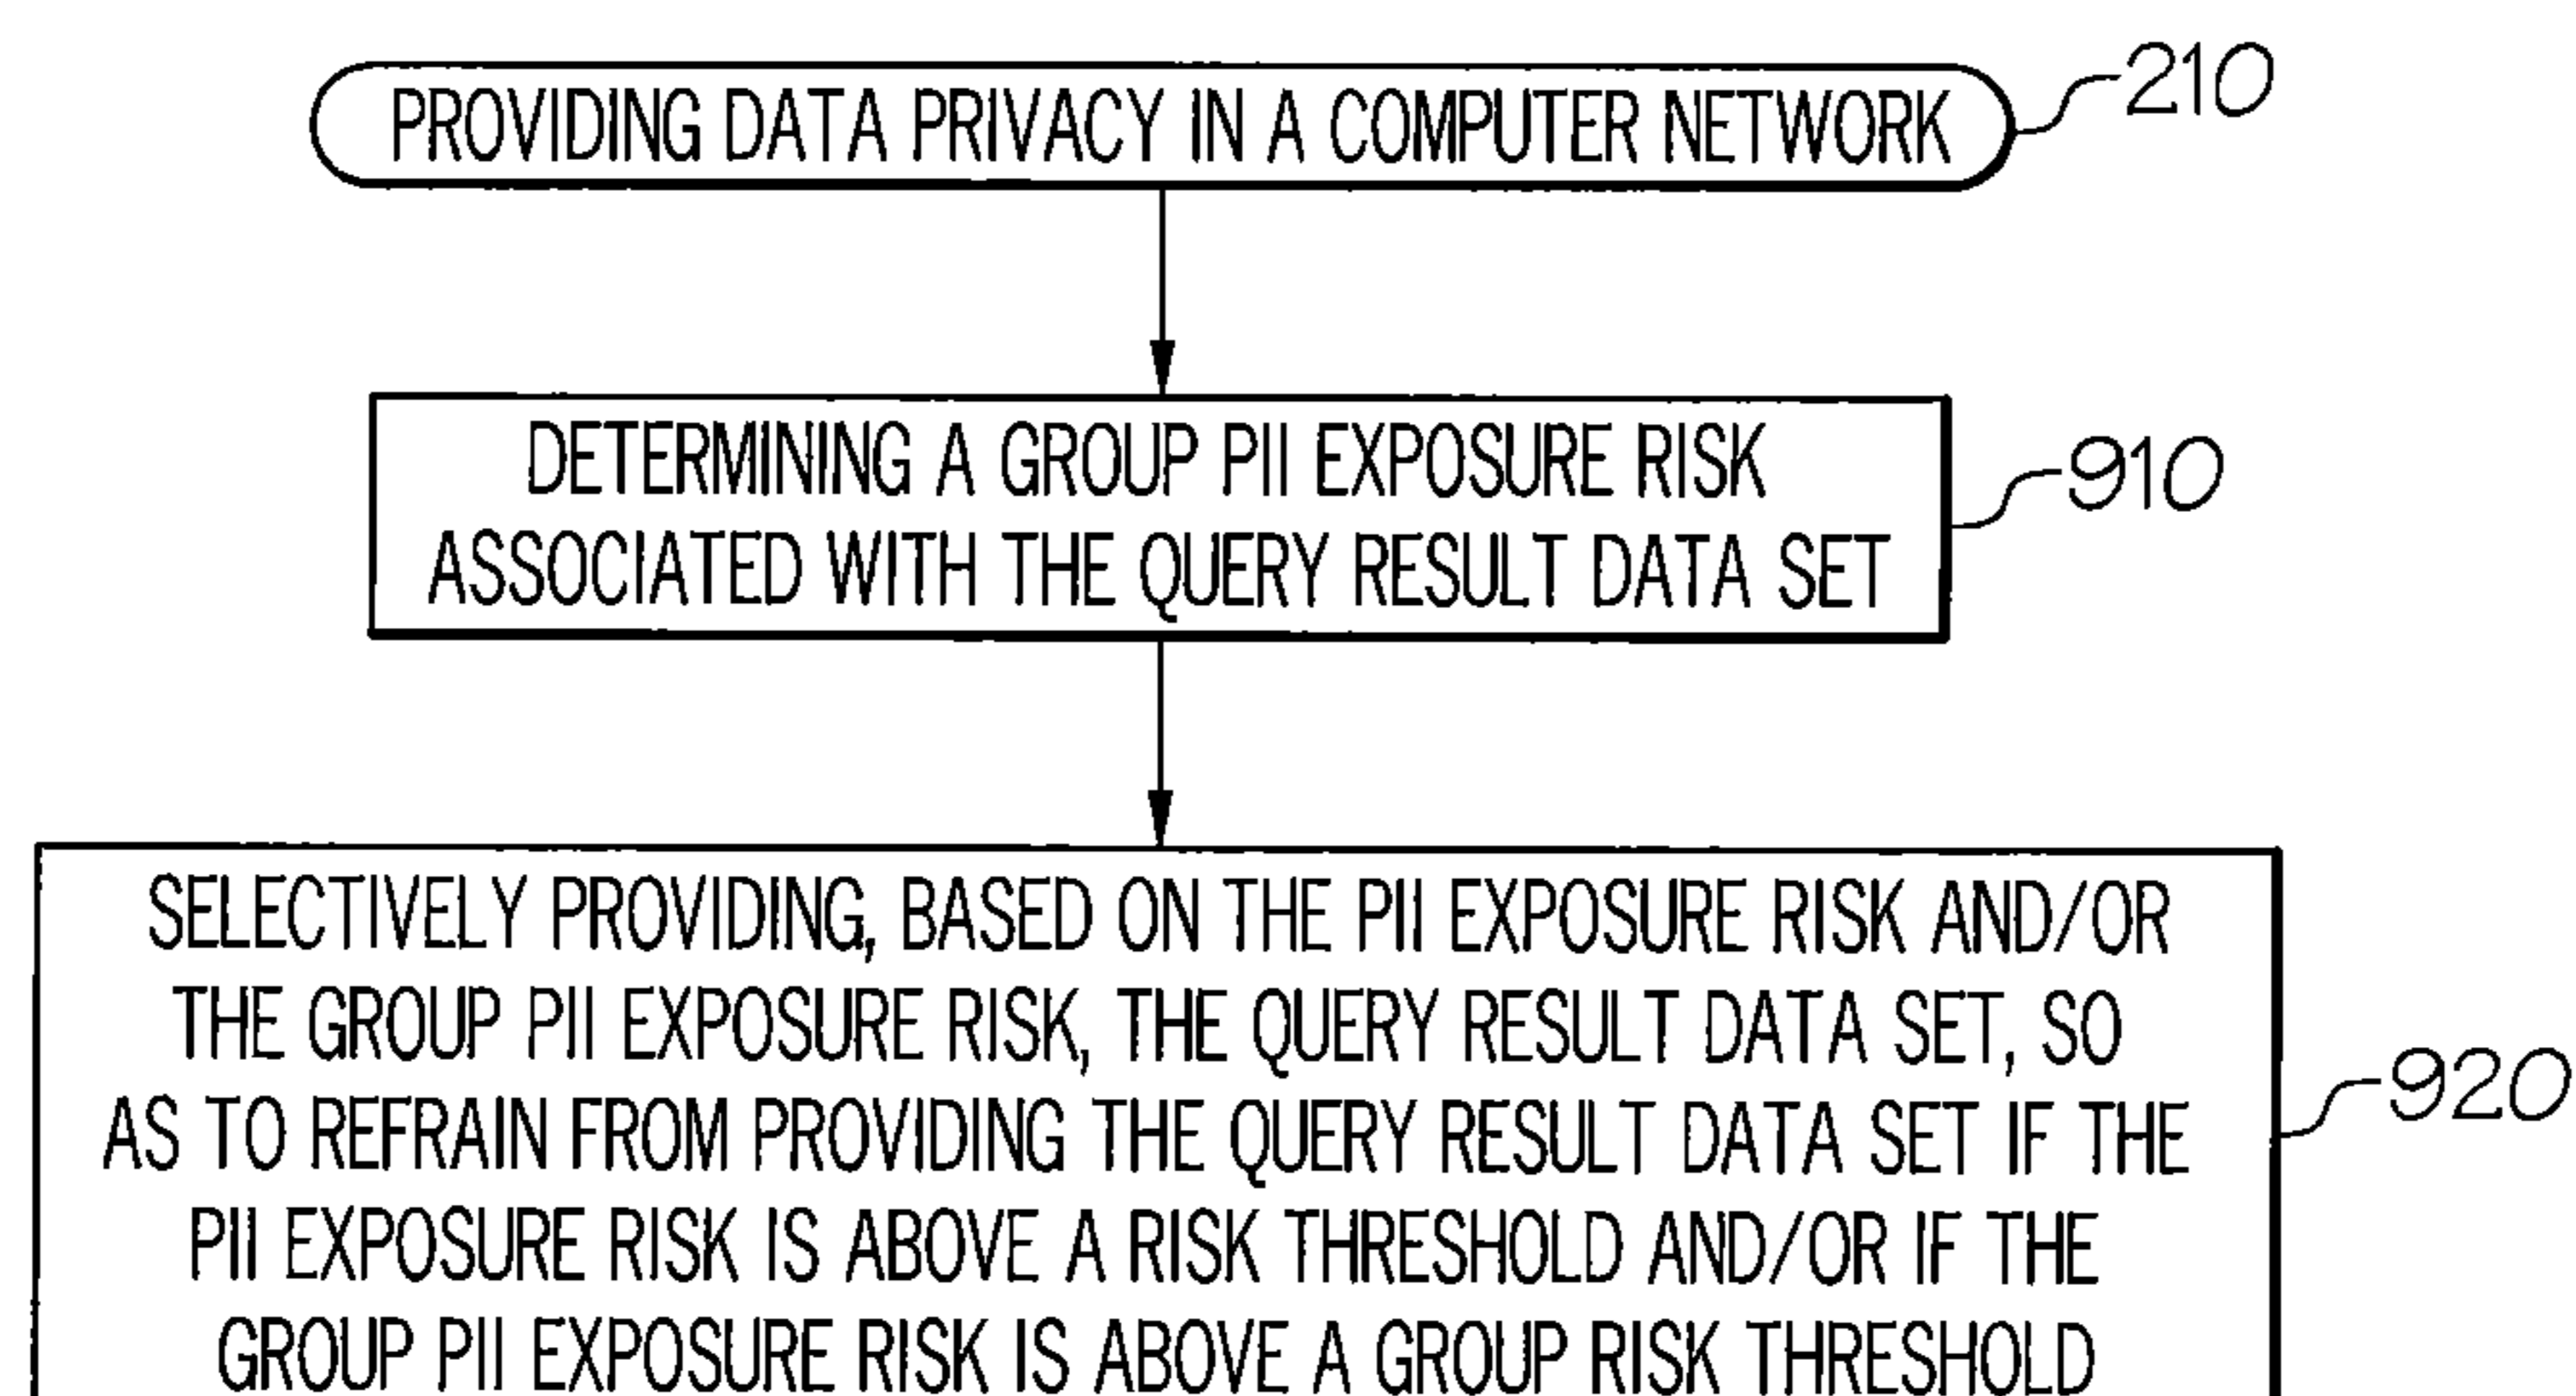 PROVIDING DATA PRIVACY IN A COMPUTER NETWORK
210
DETERMINING A GROUP PII EXPOSURE RISK
ASSOCIATED WITH THE QUERY RESULT DATA SET
910
SELECTIVELY PROVIDING, BASED ON THE PII EXPOSURE RISK AND/OR
THE GROUP PII EXPOSURE RISK, THE QUERY RESULT DATA SET, SO
AS TO REFRAIN FROM PROVIDING THE QUERY RESULT DATA SET IF THE
PII EXPOSURE RISK IS ABOVE A RISK THRESHOLD AND/OR IF THE
GROUP PII EXPOSURE RISK IS ABOVE A GROUP RISK THRESHOLD
920